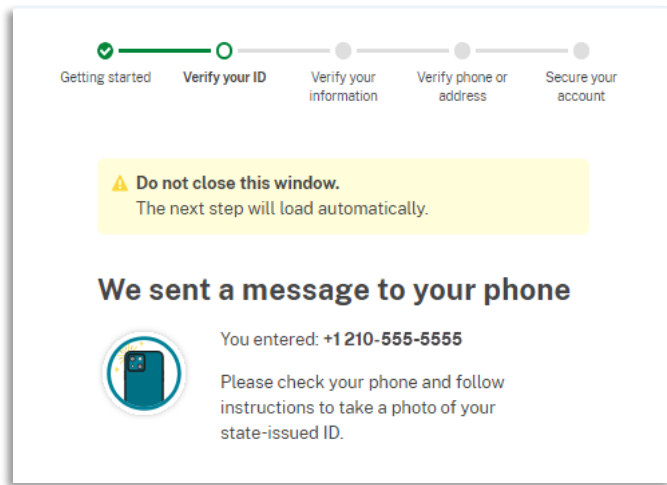 Getting started
Verify your ID
Verify your
information
Verify phone or
address
Secure your
account
Do not close this window.
The next step will load automatically.
We sent a message to your phone
You entered: +1 210-555-5555
Please check your phone and follow
instructions to take a photo of your
state-issued ID.